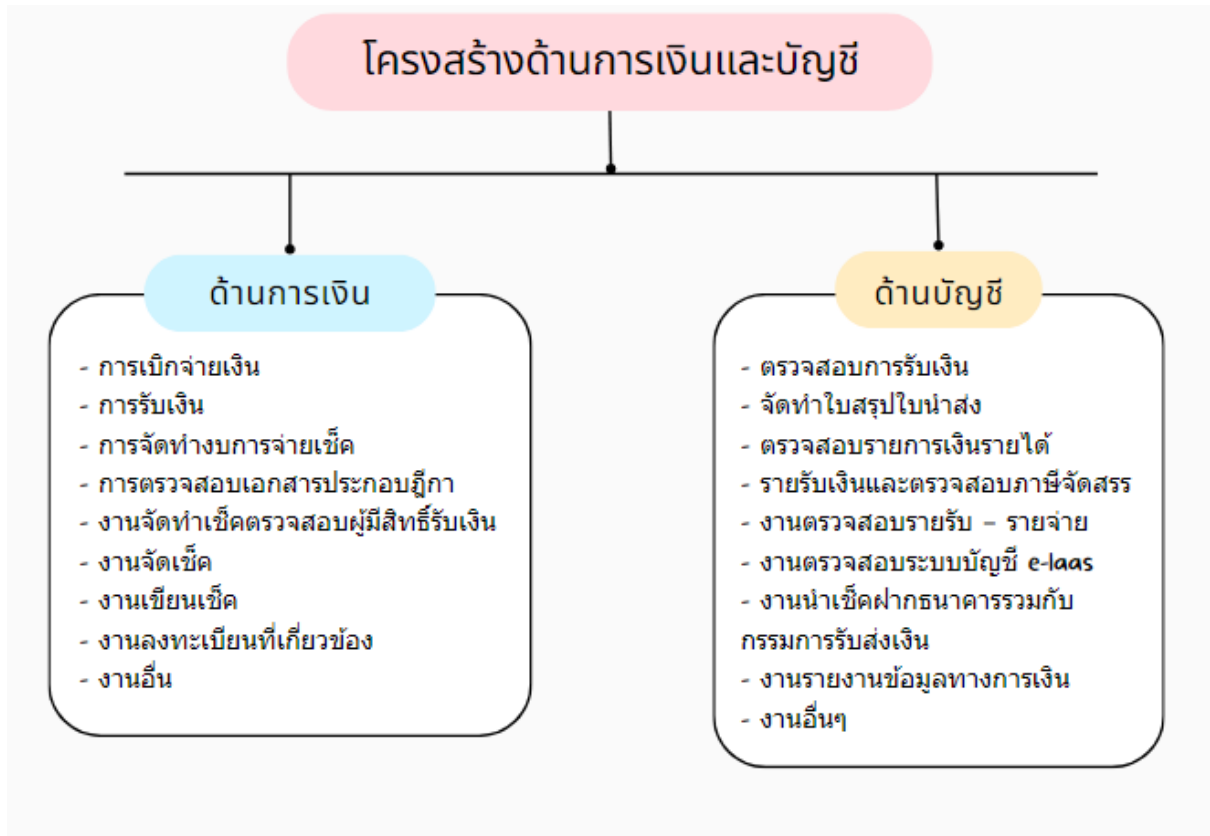 โครงสร้างด้านการเงินและบัญชี
ด้านการเงิน
- การเบิกจ่ายเงิน
- การรับเงิน
- การจัดทำงบการจ่ายเช็ค
- การตรวจสอบเอกสารประกอบฎีกา
- งานจัดทำเช็คตรวจสอบผู้มีสิทธิ์รับเงิน
- งานจัดเช็ค
- งานเขียนเช็ค
- งานลงทะเบียนที่เกี่ยวข้อง
- งานอื่น
ด้านบัญชี
- ตรวจสอบการรับเงิน
- จัดทำใบสรุปใบนำส่ง
- ตรวจสอบรายการเงินรายได้
- รายรับเงินและตรวจสอบภาษีจัดสรร
- งานตรวจสอบรายรับ – รายจ่าย
- งานตรวจสอบระบบบัญชี e-laas
- งานนำเช็คฝากธนาคารรวมกับ
กรรมการรับส่งเงิน
- งานรายงานข้อมูลทางการเงิน
- งานอื่นๆ